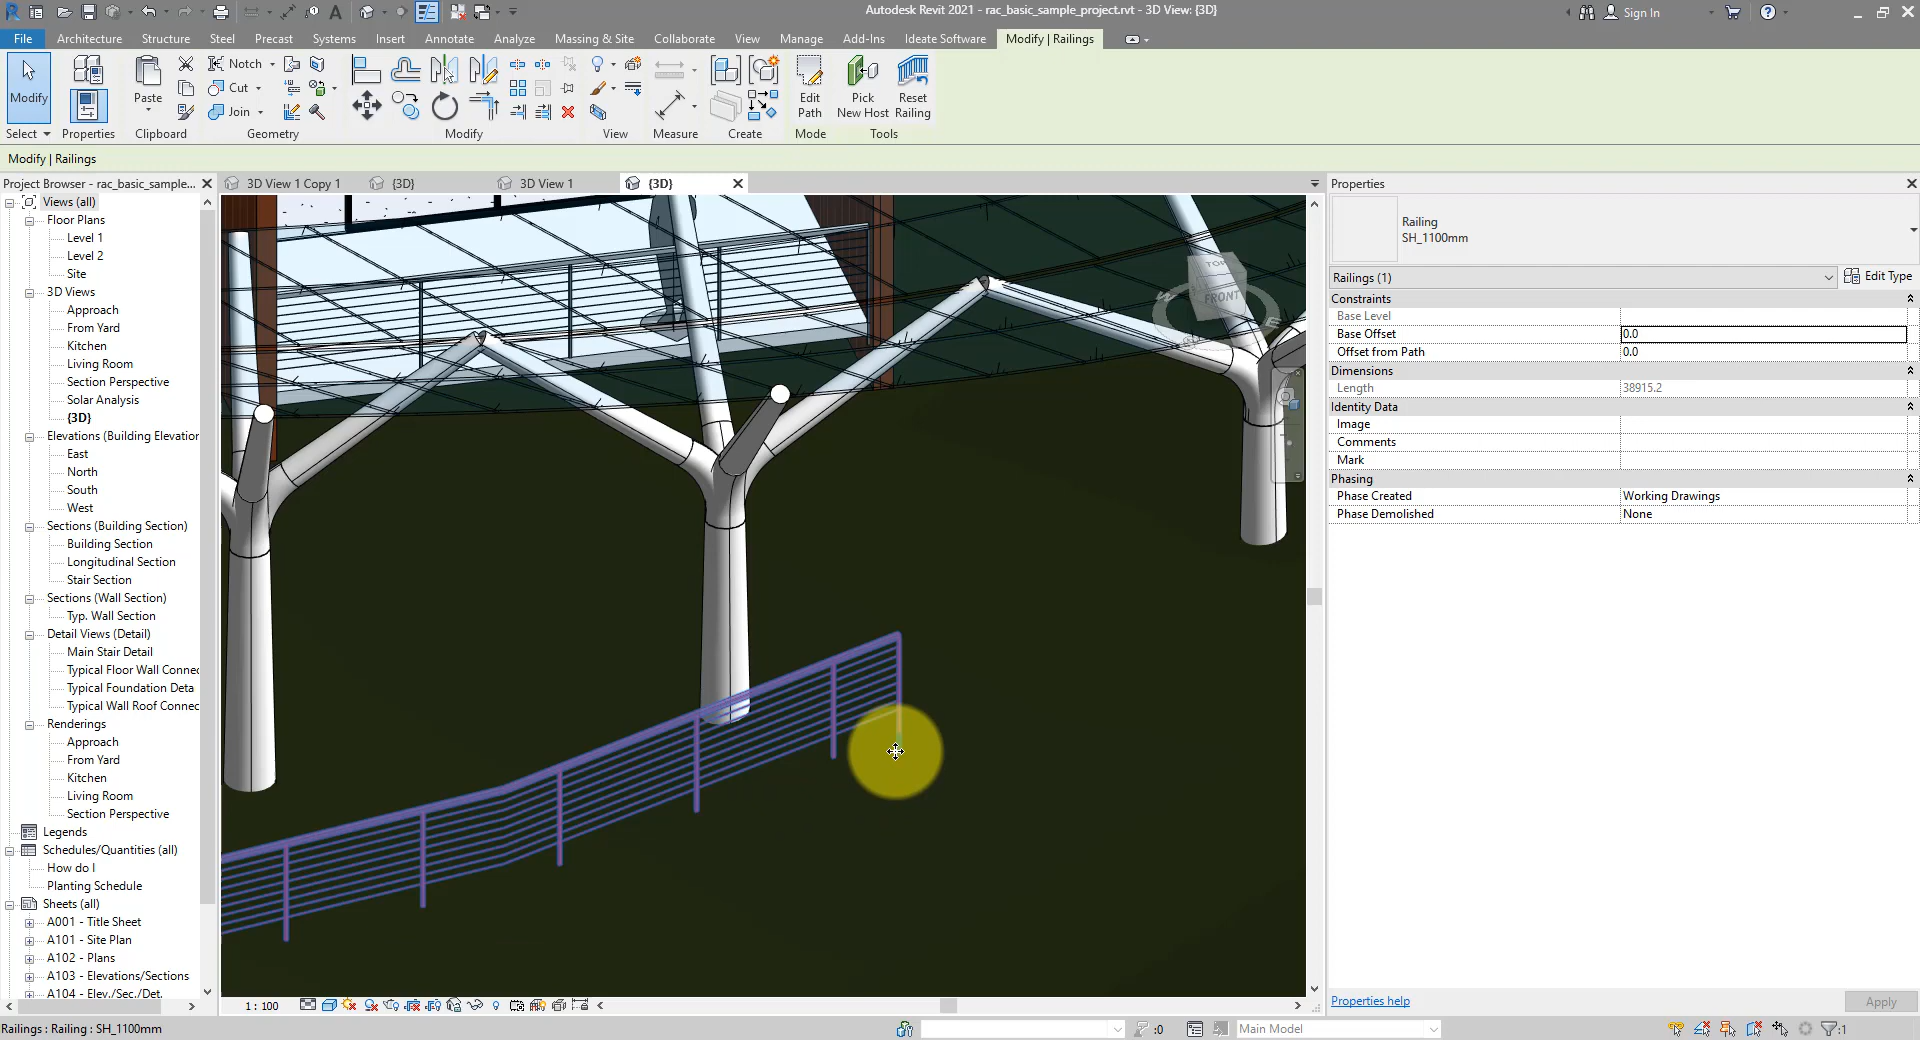 Autodesk Revit 2021 - rac_basic_sample_project.rvt - 3D View: {3D}
Sign In
File
Architecture
Structure
Steel
Precast
Systems
Insert
Annotate
Analyze
Massing & Site
Collaborate
View
Manage
Add-Ins
Ideate Software
Modify | Railings
Modify
Paste
Notch
Cut
Join
Edit
Path
Pick
New Host
Reset
Railing
Select
Properties
Clipboard
Geometry
Modify
View
Measure
Create
Mode
Tools
Modify | Railings
Project Browser - rac_basic_sample...
Views (all)
Floor Plans
Level 1
Level 2
Site
3D Views
Approach
From Yard
Kitchen
Living Room
Section Perspective
Solar Analysis
{3D}
Elevations (Building Elevation
East
North
South
West
Sections (Building Section)
Building Section
Longitudinal Section
Stair Section
Sections (Wall Section)
Typ. Wall Section
Detail Views (Detail)
Main Stair Detail
Typical Floor Wall Connec
Typical Foundation Deta
Typical Wall Roof Connec
Renderings
Approach
From Yard
Kitchen
Living Room
Section Perspective
Legends
Schedules/Quantities (all)
How do I
Planting Schedule
Sheets (all)
A001 - Title Sheet
A101 - Site Plan
A102 - Plans
A103 - Elevations/Sections
A104 - Elev./Sec./Det.
3D View 1 Copy 1
{3D}
3D View 1
{3D}
TOP
FRONT
E
1 : 100
Properties
Railing
SH_1100mm
Railings (1)
Edit Type
Constraints
Base Level
Base Offset 0.0
Offset from Path 0.0
Dimensions
Length 38915.2
Identity Data
Image
Comments
Mark
Phasing
Phase Created Working Drawings
Phase Demolished None
Properties help
Apply
Railings : Railing : SH_1100mm
:0
Main Model
:1